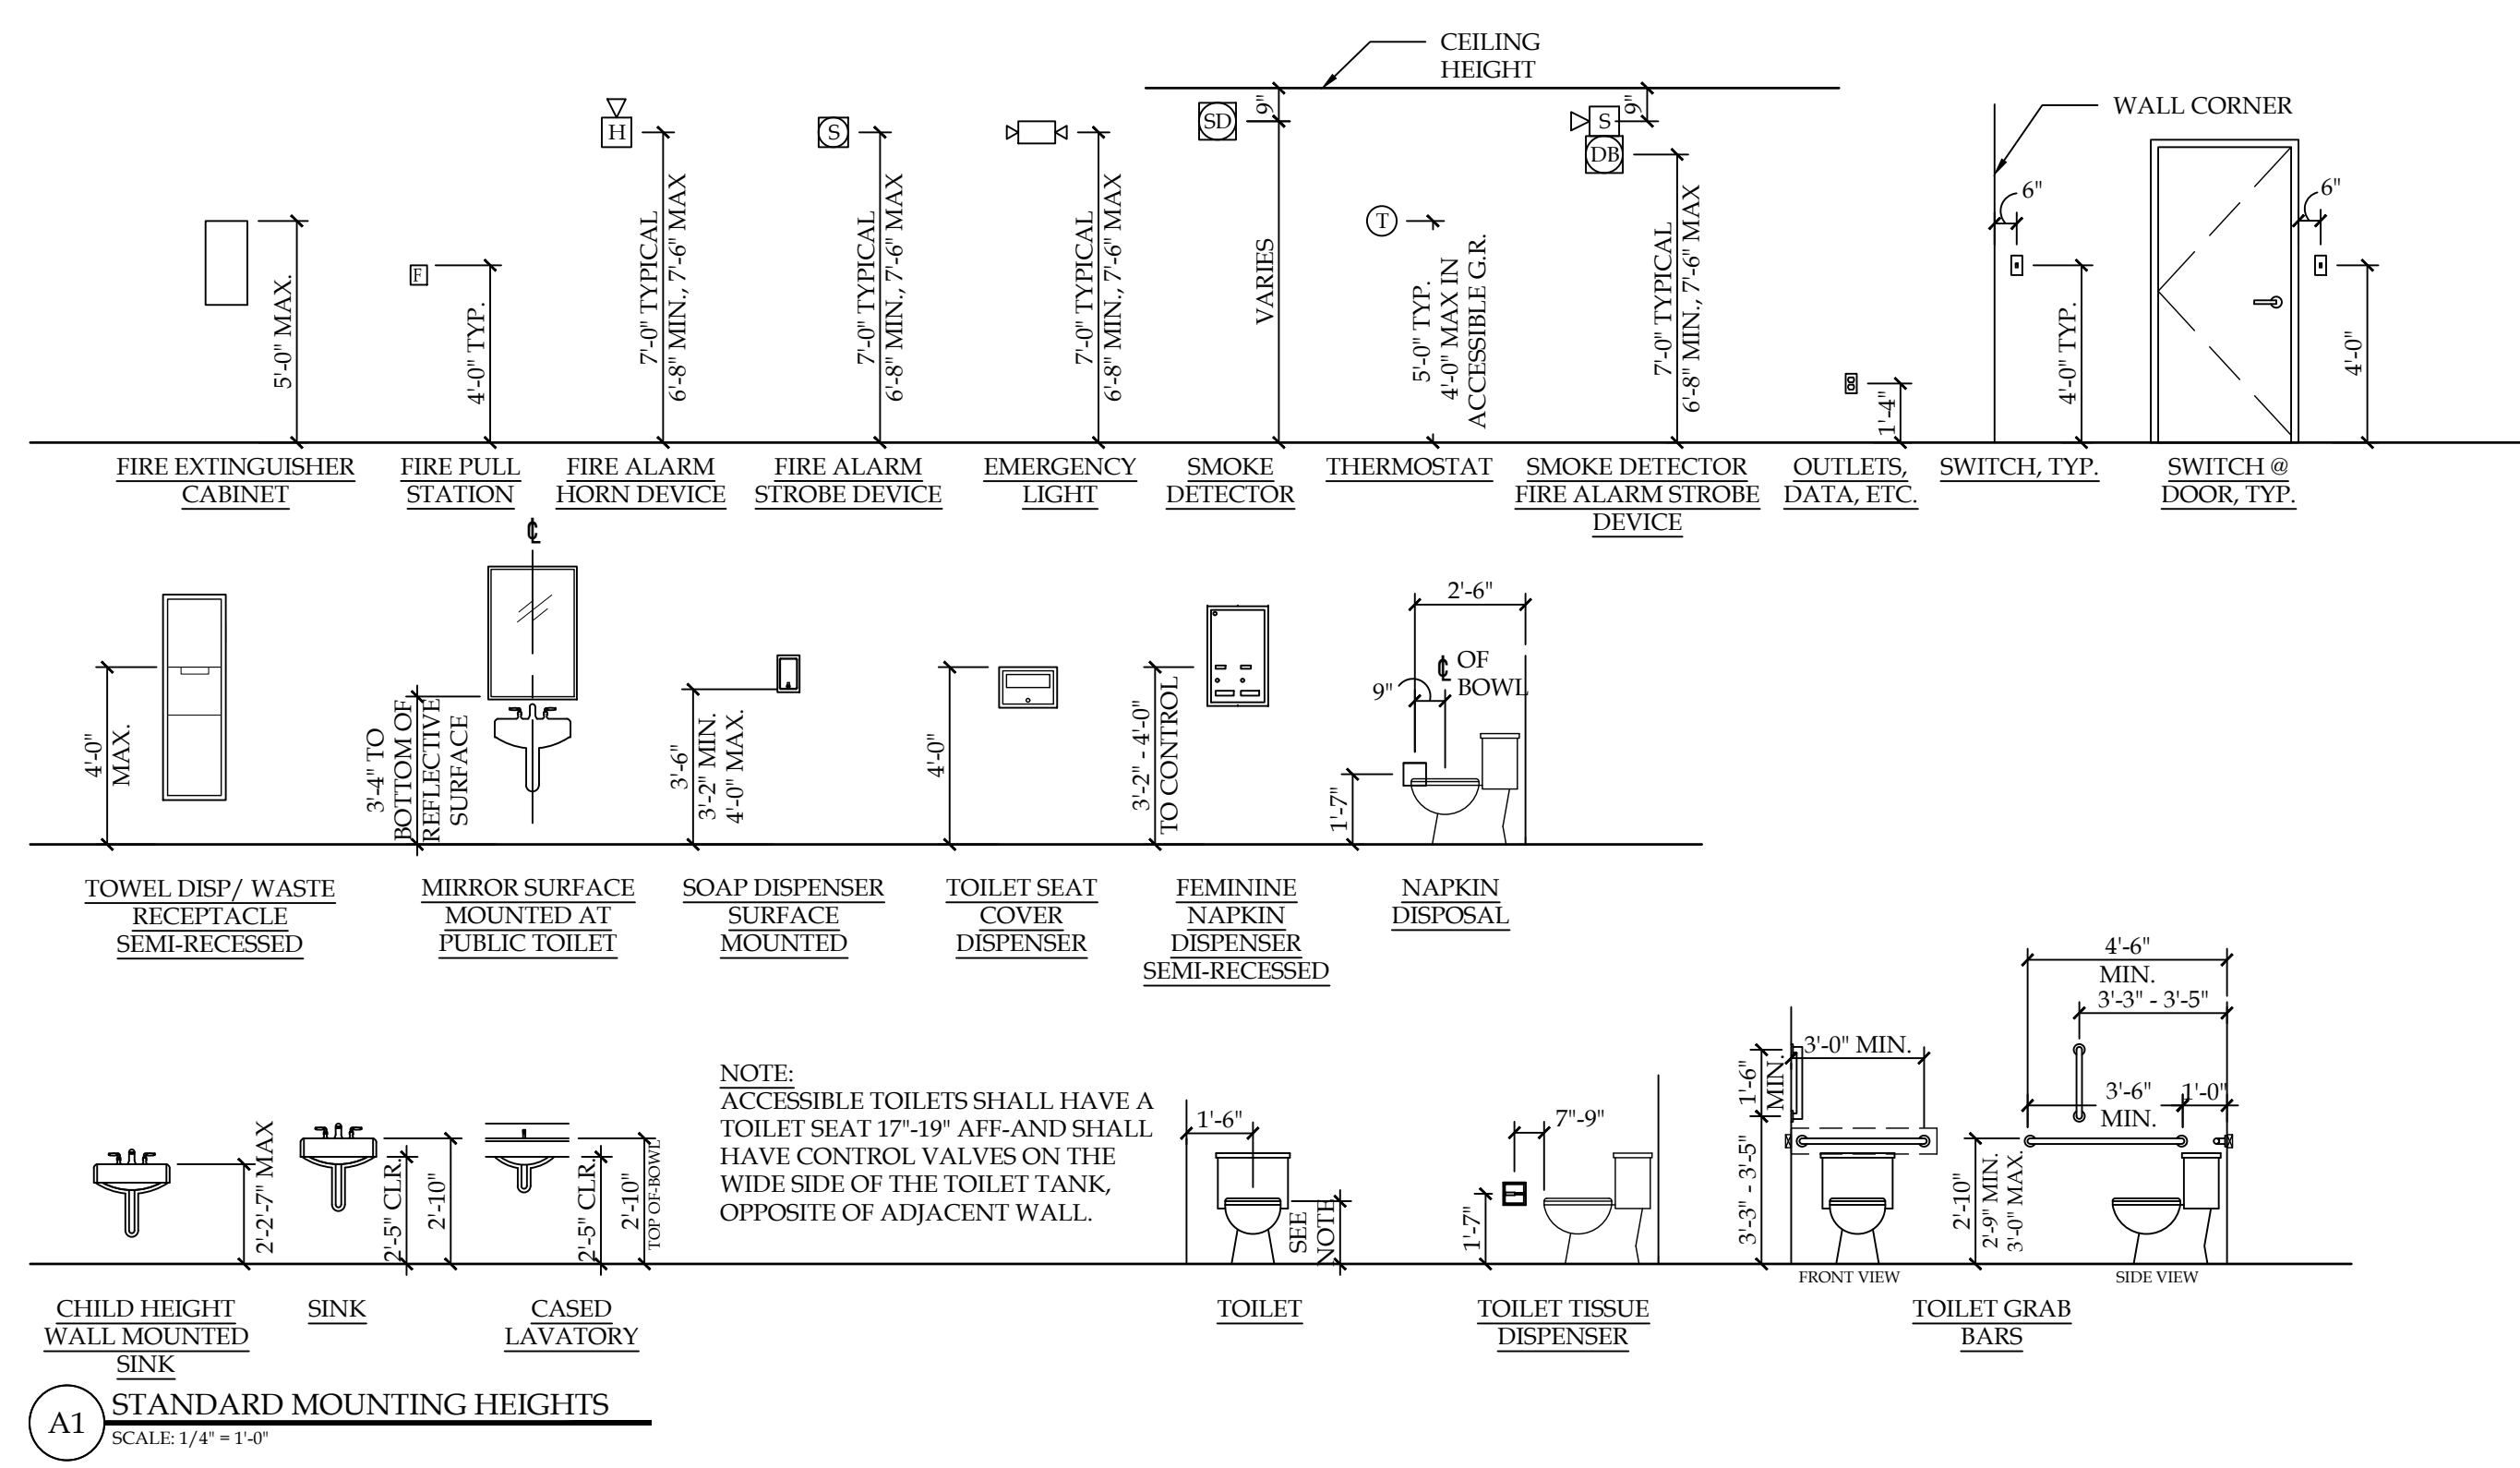 CEILING
HEIGHT
WALL CORNER
H
S
SD
9"
S
DB
9"
T
F
6"
6"
5'-0" MAX.
4'-0" TYP.
7'-0" TYPICAL
6'-8" MIN., 7'-6" MAX
7'-0" TYPICAL
6'-8" MIN., 7'-6" MAX
7'-0" TYPICAL
6'-8" MIN., 7'-6" MAX
VARIES
5'-0" TYP.
4'-0" MAX IN
ACCESSIBLE G.R.
7'-0" TYPICAL
6'-8" MIN., 7'-6" MAX
1'-4"
4'-0" TYP.
4'-0"
FIRE EXTINGUISHER
CABINET
FIRE PULL
STATION
FIRE ALARM
HORN DEVICE
FIRE ALARM
STROBE DEVICE
EMERGENCY
LIGHT
SMOKE
DETECTOR
THERMOSTAT
SMOKE DETECTOR
FIRE ALARM STROBE
DEVICE
OUTLETS,
DATA, ETC.
SWITCH, TYP.
SWITCH @
DOOR, TYP.
℄
4'-0"
MAX.
3'-4" TO
BOTTOM OF
REFLECTIVE
SURFACE
3'-6"
3'-2" MIN.
4'-0" MAX.
4'-0"
3'-2" - 4'-0"
TO CONTROL
2'-6"
℄ OF
BOWL
9"
1'-7"
TOWEL DISP/ WASTE
RECEPTACLE
SEMI-RECESSED
MIRROR SURFACE
MOUNTED AT
PUBLIC TOILET
SOAP DISPENSER
SURFACE
MOUNTED
TOILET SEAT
COVER
DISPENSER
FEMININE
NAPKIN
DISPENSER
SEMI-RECESSED
NAPKIN
DISPOSAL
2'-2'-7" MAX
2'-5" CLR.
2'-10"
2'-5" CLR.
2'-10"
TOP OF-BOWL
NOTE:
ACCESSIBLE TOILETS SHALL HAVE A
TOILET SEAT 17"-19" AFF-AND SHALL
HAVE CONTROL VALVES ON THE
WIDE SIDE OF THE TOILET TANK,
OPPOSITE OF ADJACENT WALL.
1'-6"
SEE
NOTE
7"-9"
1'-7"
1'-6"
MIN.
3'-0" MIN.
3'-3" - 3'-5"
4'-6"
MIN.
3'-3" - 3'-5"
3'-6"
MIN.
1'-0"
2'-10"
2'-9" MIN.
3'-0" MAX.
FRONT VIEW
SIDE VIEW
CHILD HEIGHT
WALL MOUNTED
SINK
SINK
CASED
LAVATORY
TOILET
TOILET TISSUE
DISPENSER
TOILET GRAB
BARS
A1
STANDARD MOUNTING HEIGHTS
SCALE: 1/4" = 1'-0"